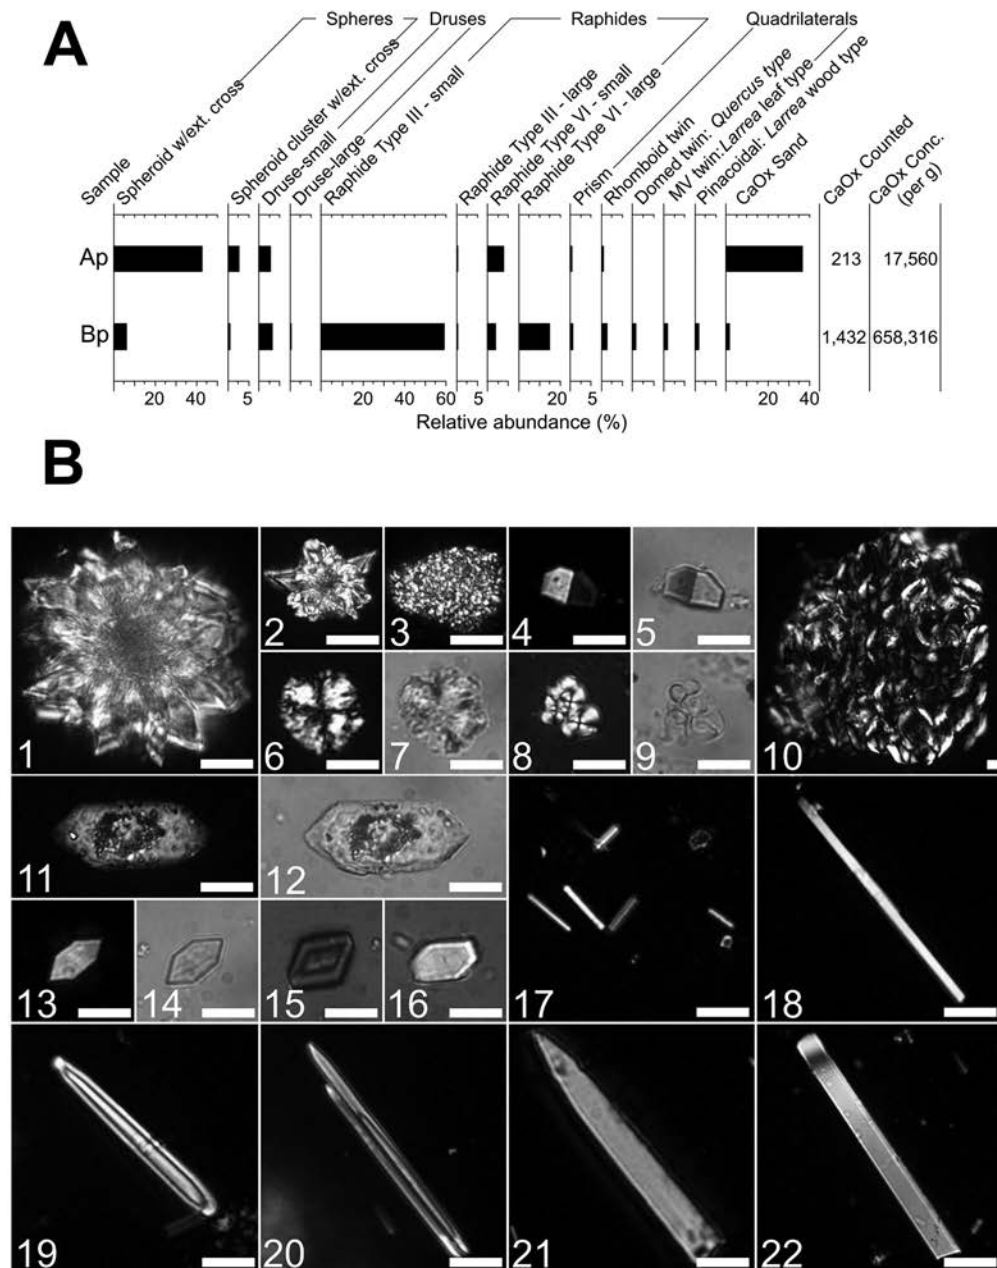 A
Spheres
Druses
Raphides
Quadrilaterals
Sample
Spheroid w/ext. cross
Spheroid cluster w/ext. cross
Druse-small
Druse-large
Raphide Type III - small
Raphide Type III - large
Raphide Type VI - small
Raphide Type VI - large
Prism
Rhomboid twin
Domed twin: Quercus type
MV twin: Larrea leaf type
Pinacoidal: Larrea wood type
CaOx Sand
CaOx Counted
CaOx Conc.
(per g)
Ap 213 17,560
Bp 1,432 658,316
20 40 5 20 40 60 5 20 5 20 40
Relative abundance (%)
B
1 2 3 4 5 10
6 7 8 9
11 12 17 18
13 14 15 16
19 20 21 22